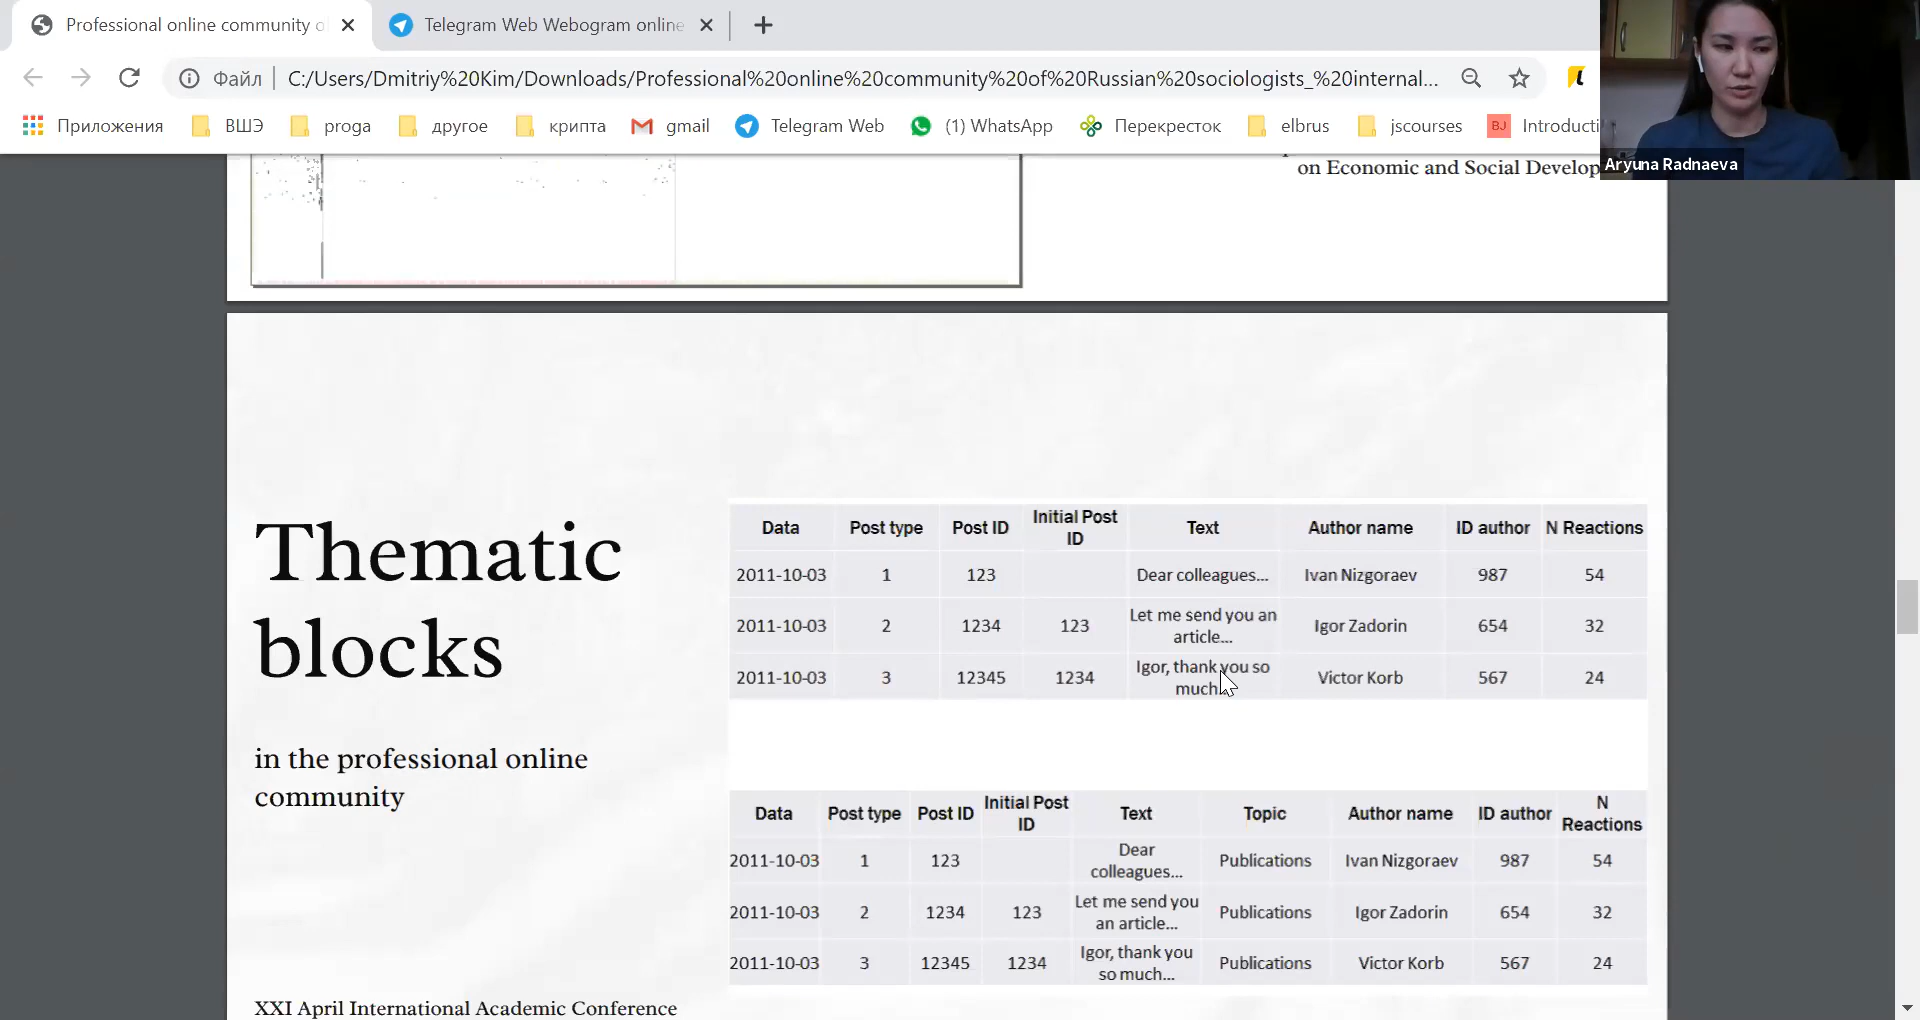 Professional online community o
Telegram Web Webogram online
Файл
C:/Users/Dmitriy%20Kim/Downloads/Professional%20online%20community%20of%20Russian%20sociologists_%20internal...
Приложения
ВШЭ
proga
другое
крипта
gmail
Telegram Web
(1) WhatsApp
Перекресток
elbrus
jscourses
BJ
Introducti
Aryuna Radnaeva
on Economic and Social Develop
Thematic
blocks
in the professional online
community
Data Post type Post ID Initial Post ID Text Author name ID author N Reactions
2011-10-03 1 123 Dear colleagues... Ivan Nizgoraev 987 54
2011-10-03 2 1234 123 Let me send you an article... Igor Zadorin 654 32
2011-10-03 3 12345 1234 Igor, thank you so much Victor Korb 567 24
Data Post type Post ID Initial Post ID Text Topic Author name ID author N Reactions
2011-10-03 1 123 Dear colleagues... Publications Ivan Nizgoraev 987 54
2011-10-03 2 1234 123 Let me send you an article... Publications Igor Zadorin 654 32
2011-10-03 3 12345 1234 Igor, thank you so much... Publications Victor Korb 567 24
XXI April International Academic Conference